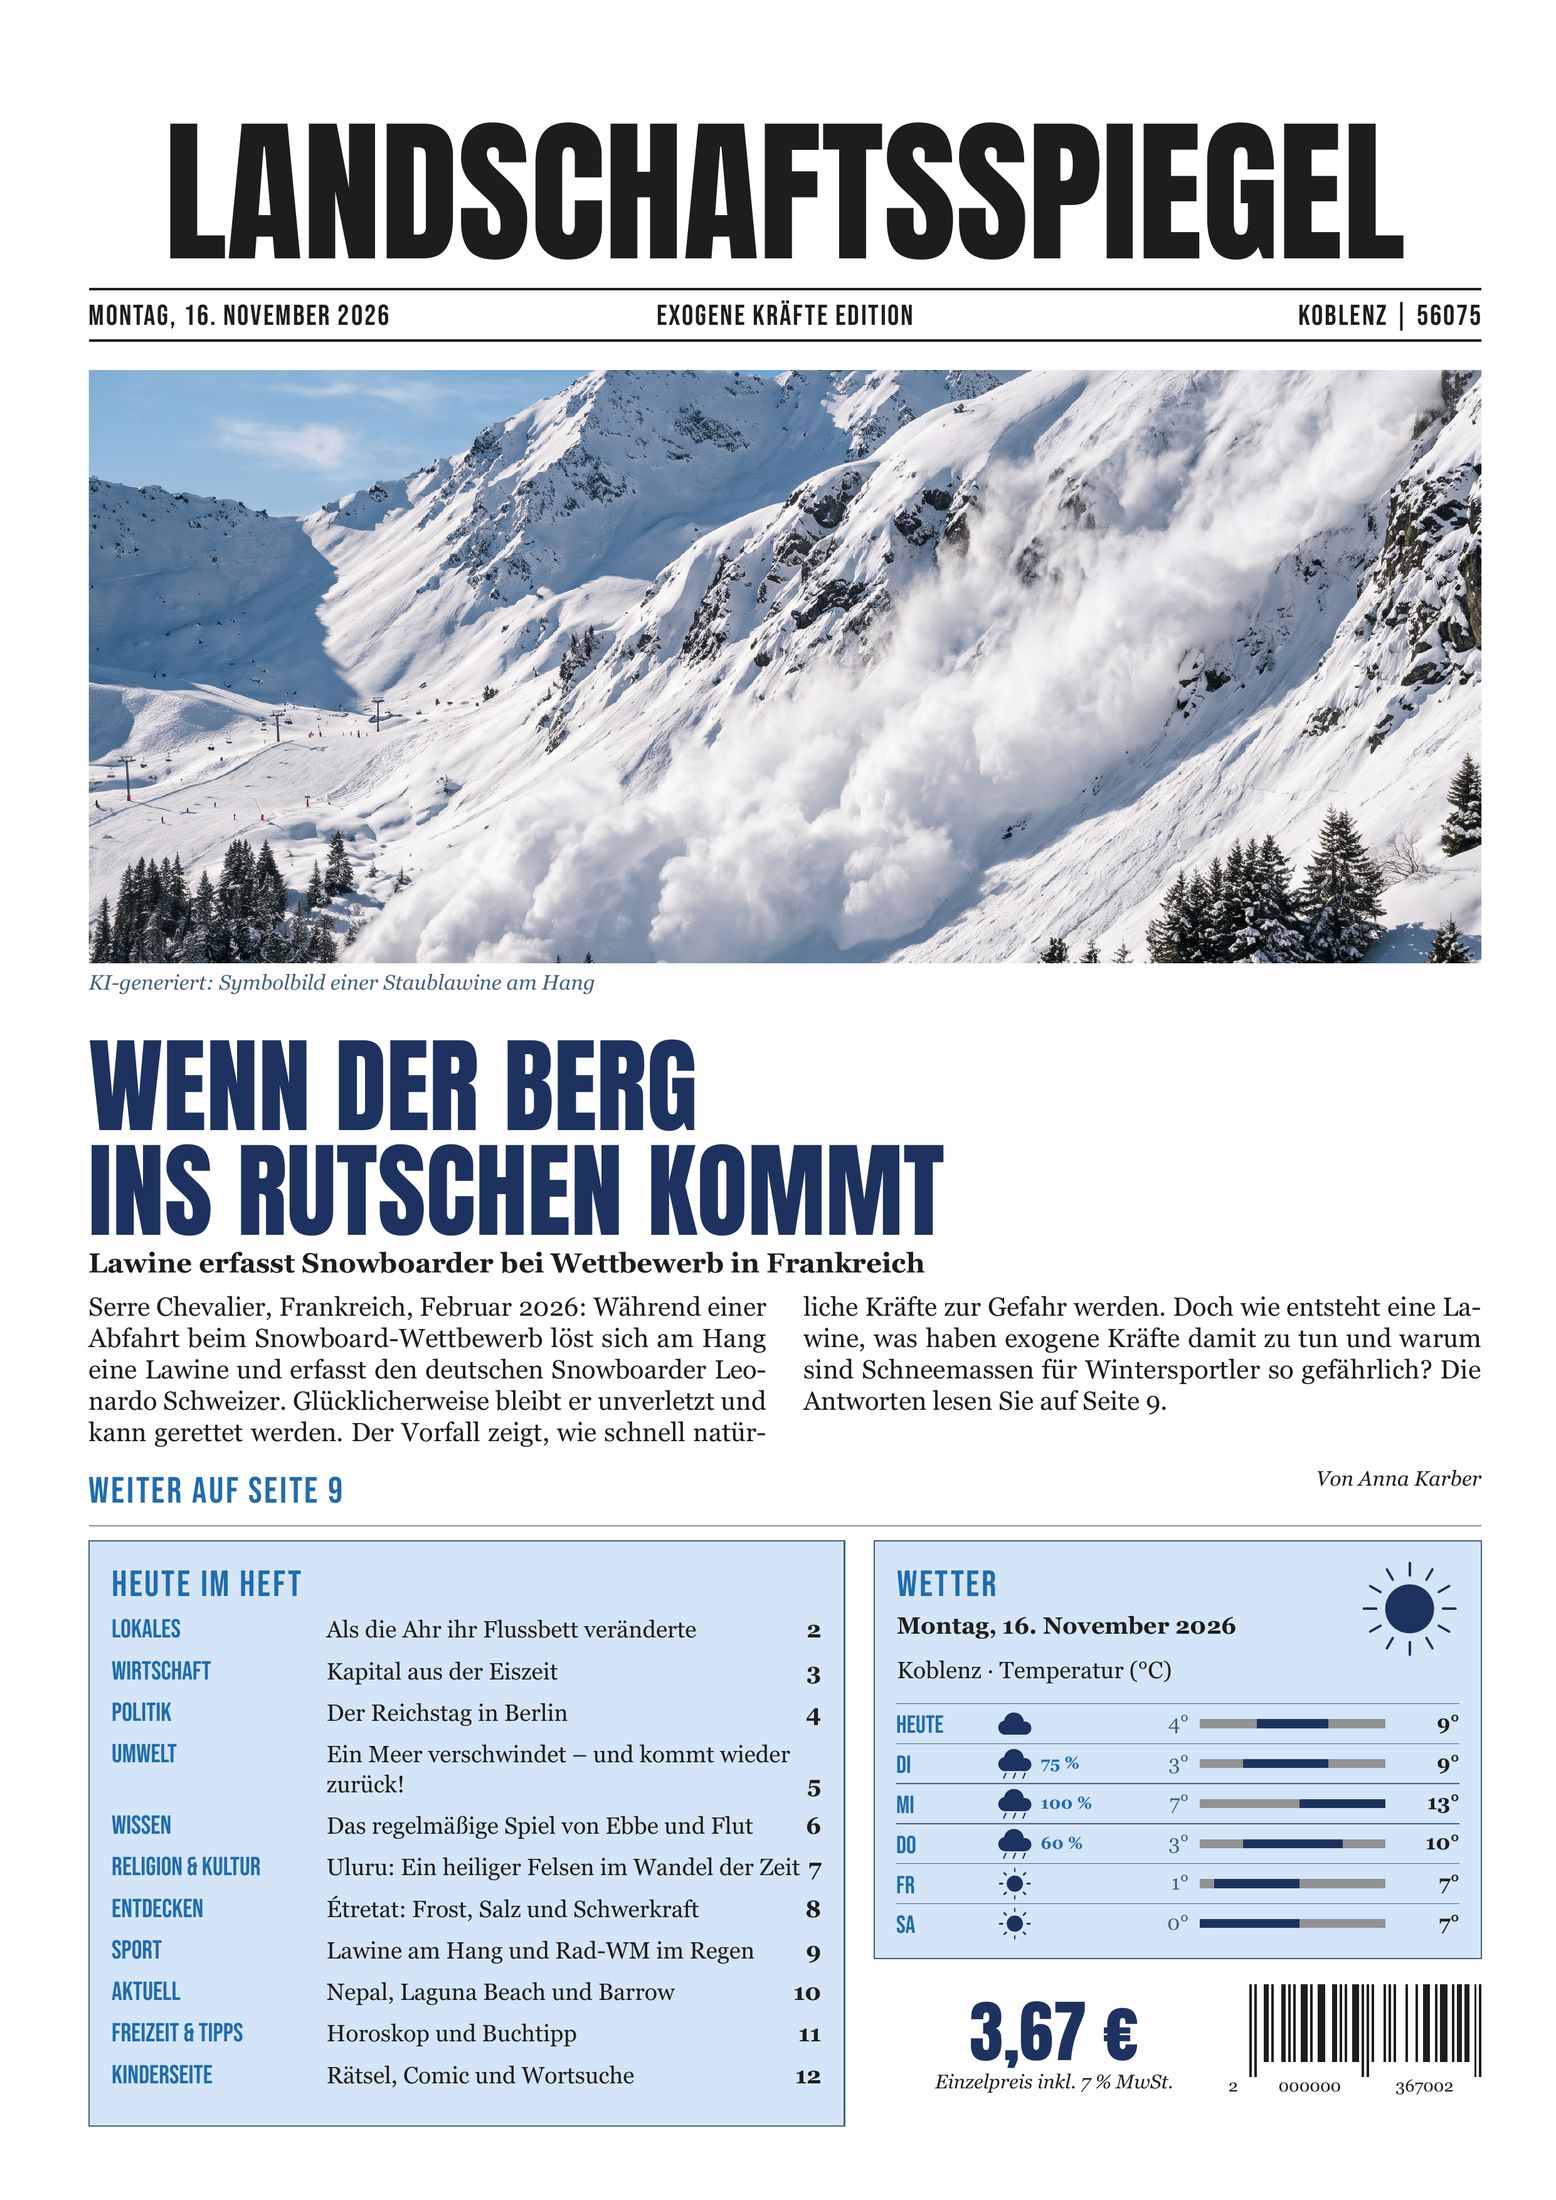 LANDSCHAFTSSPIEGEL
MONTAG, 16. NOVEMBER 2026
EXOGENE KRÄFTE EDITION
KOBLENZ | 56075
KI-generiert: Symbolbild einer Staublawine am Hang
WENN DER BERG
INS RUTSCHEN KOMMT
Lawine erfasst Snowboarder bei Wettbewerb in Frankreich
Serre Chevalier, Frankreich, Februar 2026: Während einer
Abfahrt beim Snowboard-Wettbewerb löst sich am Hang
eine Lawine und erfasst den deutschen Snowboarder Leo-
nardo Schweizer. Glücklicherweise bleibt er unverletzt und
kann gerettet werden. Der Vorfall zeigt, wie schnell natür-
liche Kräfte zur Gefahr werden. Doch wie entsteht eine La-
wine, was haben exogene Kräfte damit zu tun und warum
sind Schneemassen für Wintersportler so gefährlich? Die
Antworten lesen Sie auf Seite 9.
WEITER AUF SEITE 9
Von Anna Karber
HEUTE IM HEFT
LOKALES Als die Ahr ihr Flussbett veränderte 2
WIRTSCHAFT Kapital aus der Eiszeit 3
POLITIK Der Reichstag in Berlin 4
UMWELT Ein Meer verschwindet – und kommt wieder
zurück! 5
WISSEN Das regelmäßige Spiel von Ebbe und Flut 6
RELIGION & KULTUR Uluru: Ein heiliger Felsen im Wandel der Zeit 7
ENTDECKEN Étretat: Frost, Salz und Schwerkraft 8
SPORT Lawine am Hang und Rad-WM im Regen 9
AKTUELL Nepal, Laguna Beach und Barrow 10
FREIZEIT & TIPPS Horoskop und Buchtipp 11
KINDERSEITE Rätsel, Comic und Wortsuche 12
WETTER
Montag, 16. November 2026
Koblenz · Temperatur (°C)
HEUTE 4° 9°
DI 75 % 3° 9°
MI 100 % 7° 13°
DO 60 % 3° 10°
FR 1° 7°
SA 0° 7°
3,67 €
Einzelpreis inkl. 7 % MwSt.
2 000000 367002